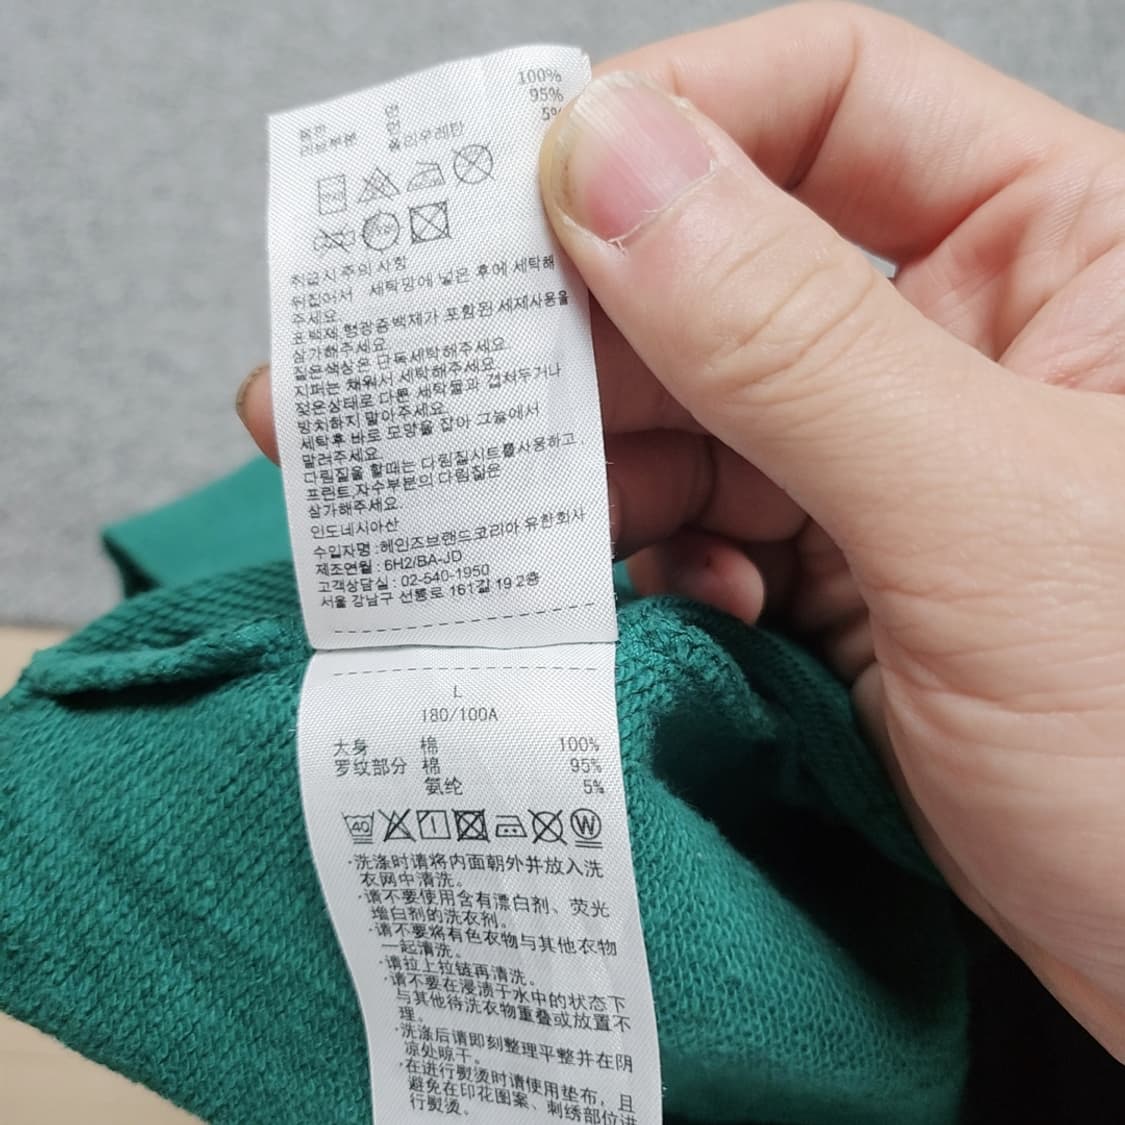 100%
95%
5%
겉감 면
리브부분 면
폴리우레탄
취급시 주의 사항
뒤집어서 세탁망에 넣은 후에 세탁해
주세요
표백제,형광증백제가 포함된 세제사용을
삼가해주세요
짙은색상은 단독세탁해주세요
지퍼는 채워서 세탁해주세요
젖은상태로 다른 세탁물과 겹쳐두거나
방치하지 말아주세요
세탁후 바로 모양을 잡아 그늘에서
말려주세요
다림질을 할때는 다림질시트를사용하고,
프린트,자수부분의 다림질은
삼가해주세요
인도네시아산
수입자명 : 헤인즈브랜드코리아 유한회사
제조연월 : 6H2/BA-JD
고객상담실 : 02-540-1950
서울 강남구 선릉로 161길 19 2층
L
180/100A
大身 棉 100%
罗纹部分 棉 95%
氨纶 5%
40
W
·洗涤时请将内面朝外并放入洗
衣网中清洗。
·请不要使用含有漂白剂、荧光
增白剂的洗衣剂。
·请不要将有色衣物与其他衣物
一起清洗。
·请拉上拉链再清洗。
·请不要在浸渍于水中的状态下
与其他待洗衣物重叠或放置不
理。
·洗涤后请即刻整理平整并在阴
凉处晾干。
·在进行熨烫时请使用垫布，且
避免在印花图案、刺绣部位进
行熨烫。